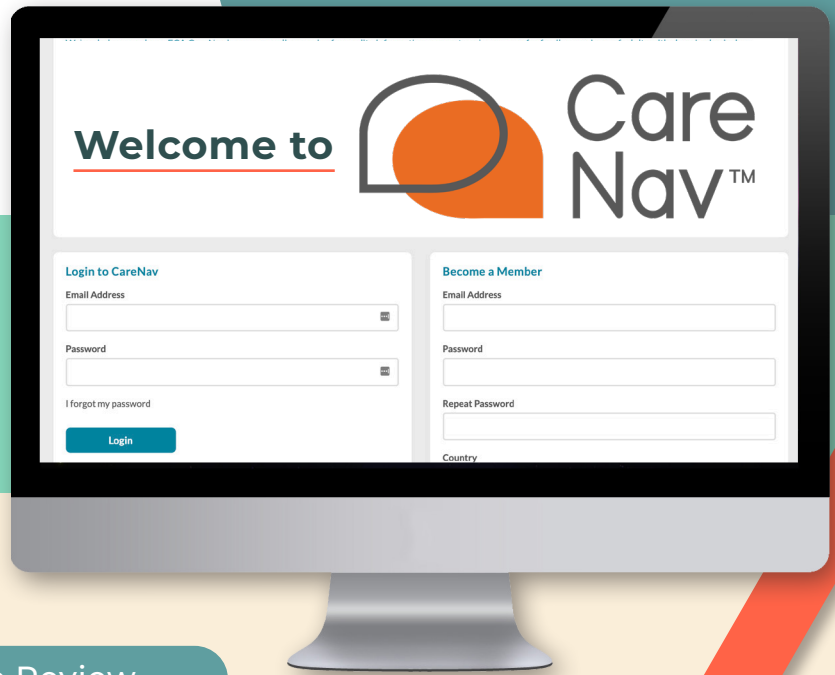 Welcome to
Care
Nav™
Login to CareNav
Email Address
Password
I forgot my password
Login
Become a Member
Email Address
Password
Repeat Password
Country
Review